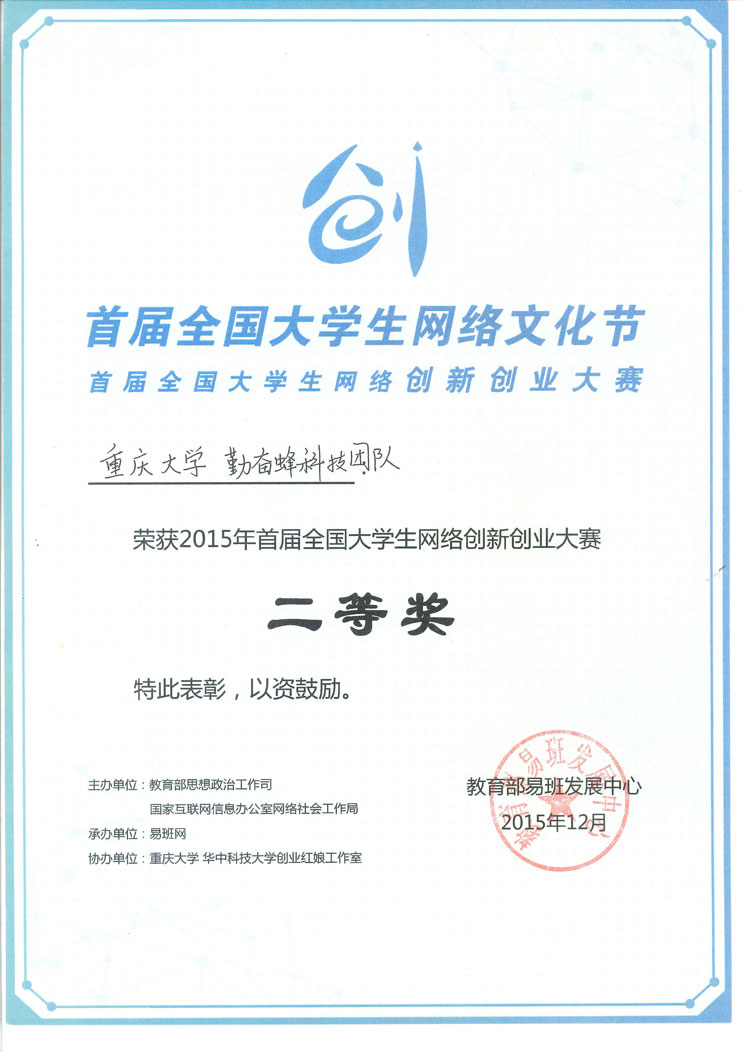 创
首届全国大学生网络文化节
首届全国大学生网络创新创业大赛
重庆大学 勤奋蜂科技团队
荣获2015年首届全国大学生网络创新创业大赛
二等奖
特此表彰，以资鼓励。
主办单位：教育部思想政治工作司
国家互联网信息办公室网络社会工作局
承办单位：易班网
协办单位：重庆大学 华中科技大学创业红娘工作室
教育部易班发展中心
2015年12月
教育部易班发展中心